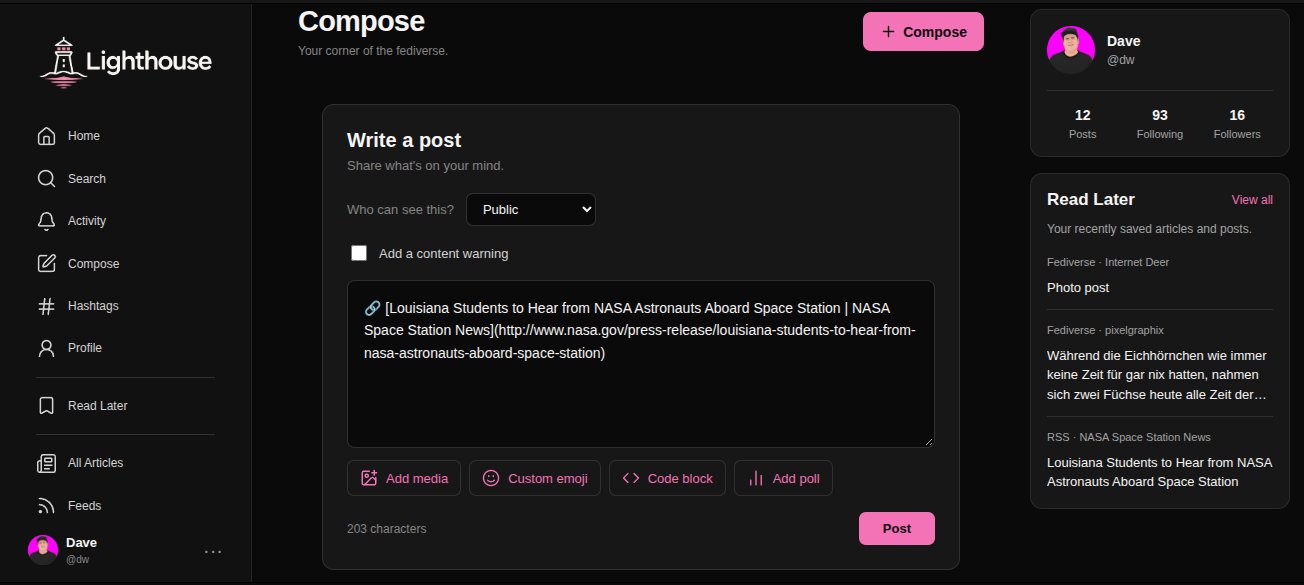 Lighthouse
Home
Search
Activity
Compose
Hashtags
Profile
Read Later
All Articles
Feeds
Dave
@dw
Compose
Your corner of the fediverse.
Compose
Write a post
Share what's on your mind.
Who can see this?
Public
Add a content warning
🔗 [Louisiana Students to Hear from NASA Astronauts Aboard Space Station | NASA
Space Station News](http://www.nasa.gov/press-release/louisiana-students-to-hear-from-
nasa-astronauts-aboard-space-station)
Add media
Custom emoji
Code block
Add poll
203 characters
Post
Dave
@dw
12
Posts
93
Following
16
Followers
Read Later
View all
Your recently saved articles and posts.
Fediverse · Internet Deer
Photo post
Fediverse · pixelgraphix
Während die Eichhörnchen wie immer
keine Zeit für gar nix hatten, nahmen
sich zwei Füchse heute alle Zeit der…
RSS · NASA Space Station News
Louisiana Students to Hear from NASA
Astronauts Aboard Space Station